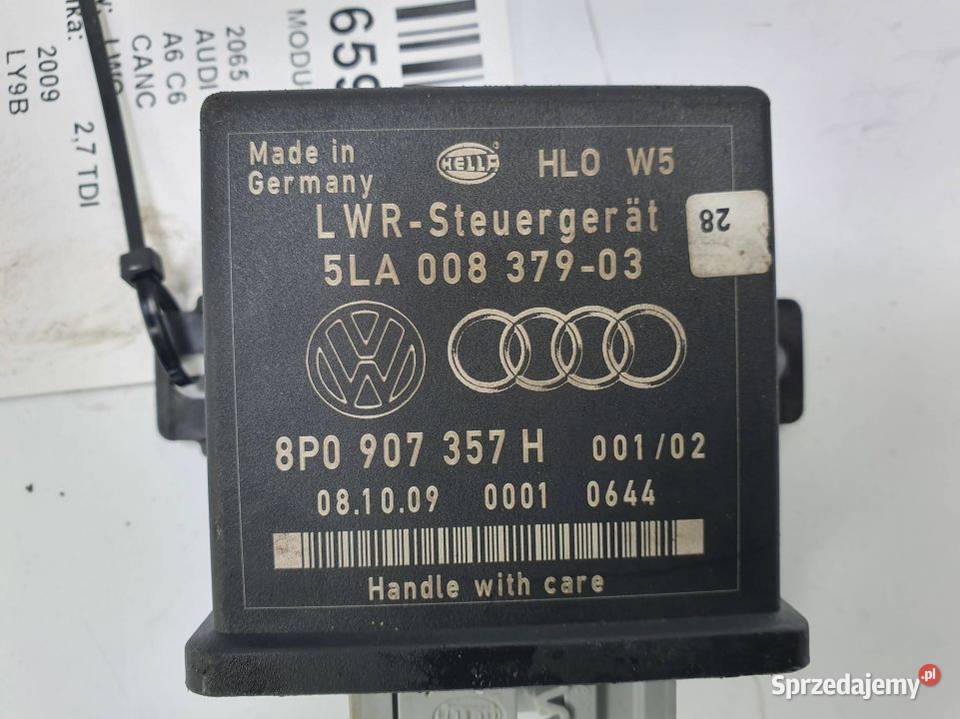 Made in
Germany
HELLA
HLO W5
LWR-Steuergerät
28
5LA 008 379-03
8P0 907 357 H 001/02
08.10.09 0001 0644
Handle with care
659
MODU
2065
AUDI
A6 C6
CANC
2,7 TDI
2009
LY9B
Sprzedajemy.pl